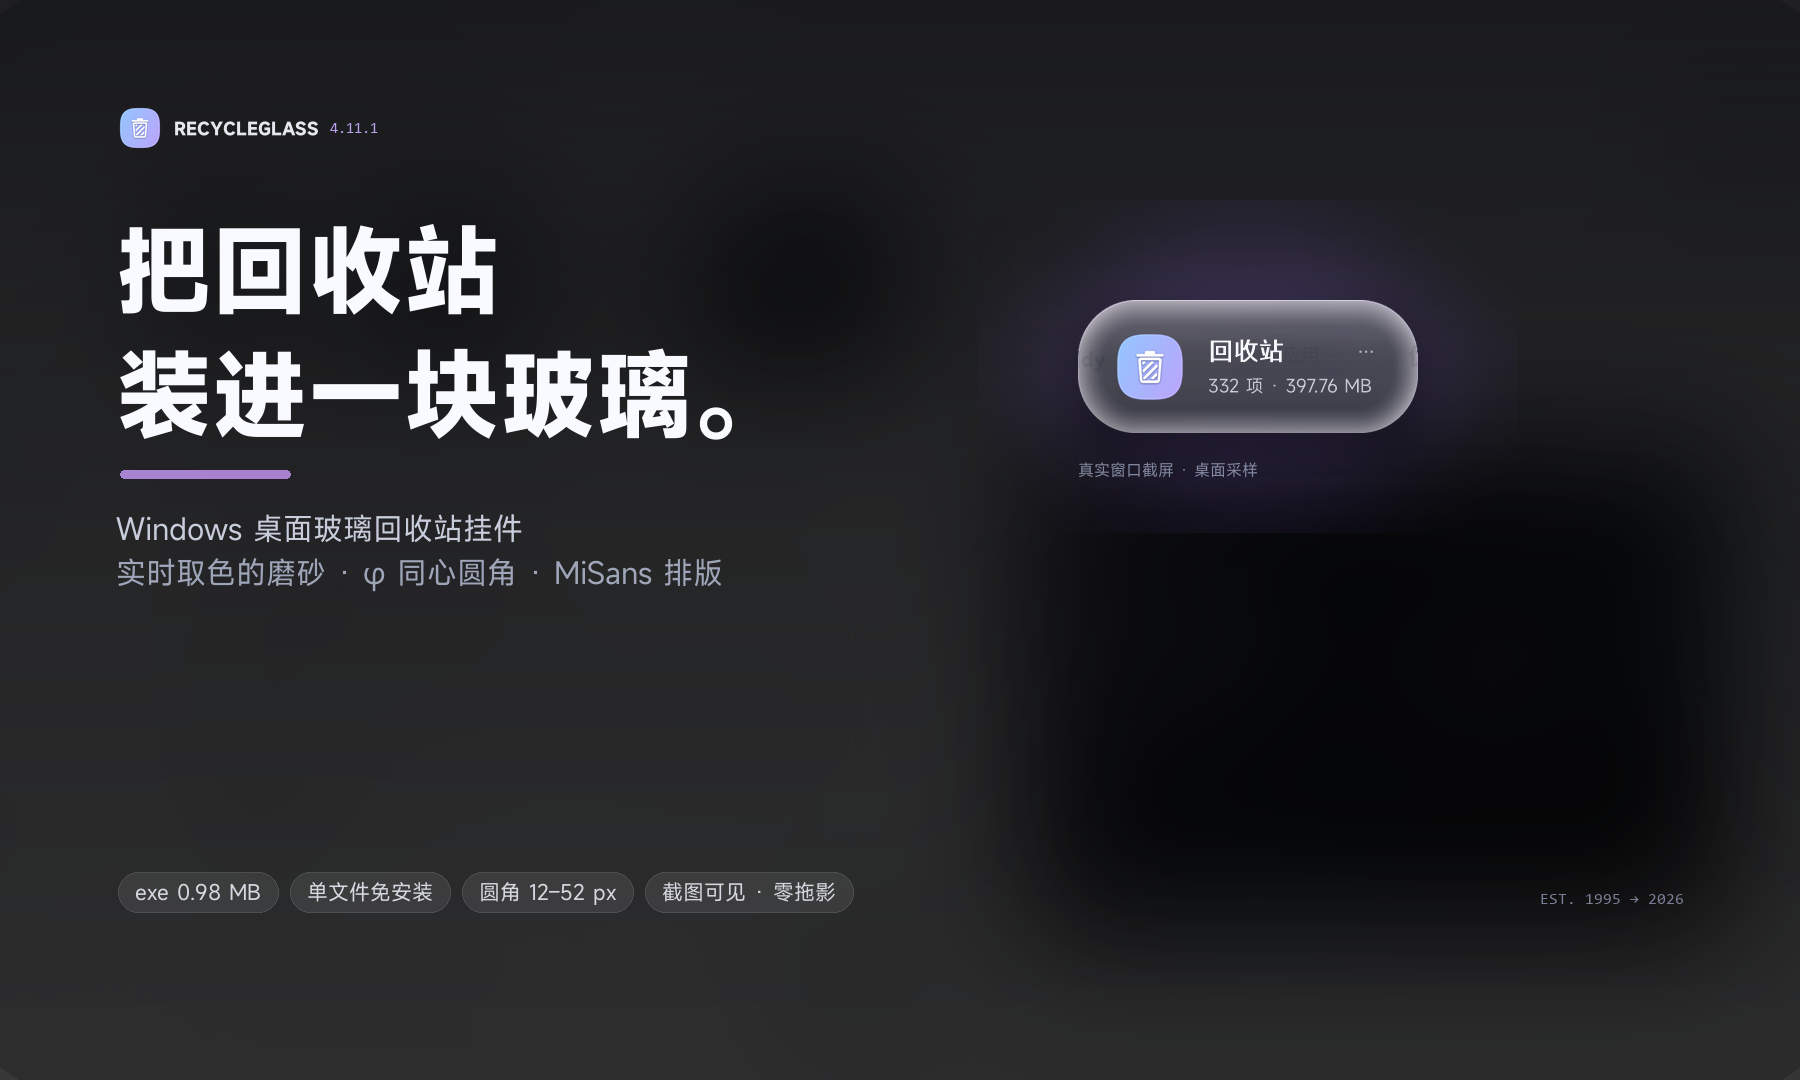 RECYCLEGLASS 4.11.1
把回收站
装进一块玻璃。
Windows 桌面玻璃回收站挂件
实时取色的磨砂 · φ 同心圆角 · MiSans 排版
回收站 ···
332 项 · 397.76 MB
真实窗口截屏 · 桌面采样
exe 0.98 MB
单文件免安装
圆角 12–52 px
截图可见 · 零拖影
EST. 1995 → 2026